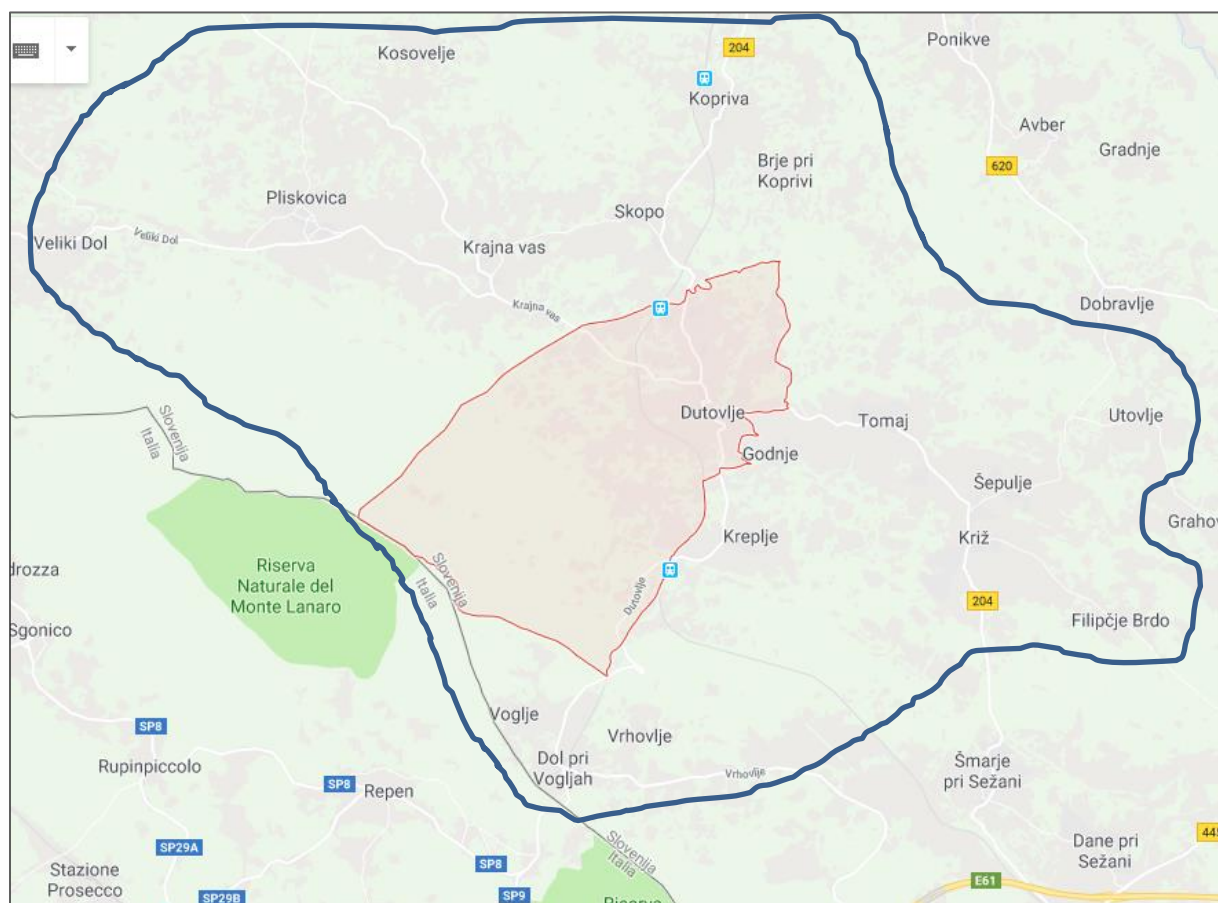 Kosovelje
204
Ponikve
Kopriva
Avber
Brje pri
Koprivi
620
Gradnje
Pliskovica
Skopo
Veliki Dol
Veliki Dol
Krajna vas
Krajna vas
Dobravlje
Slovenija
Italia
Dutovlje
Tomaj
Utovlje
Godnje
Šepulje
Kreplje
Križ
Grahov
Riserva
Naturale del
Monte Lanaro
Slovenija
Italia
drozza
Dutovlje
204
Sgonico
Filipčje Brdo
SP8
Voglje
Vrhovlje
Rupinpiccolo
Dol pri
Vogljah
Vrhovlje
Šmarje
pri Sežani
SP8
Repen
SP29A
Slovenija
Italia
445
Dane pri
Sežani
Stazione
Prosecco
SP8
SP29B
SP9
E61
Riserva